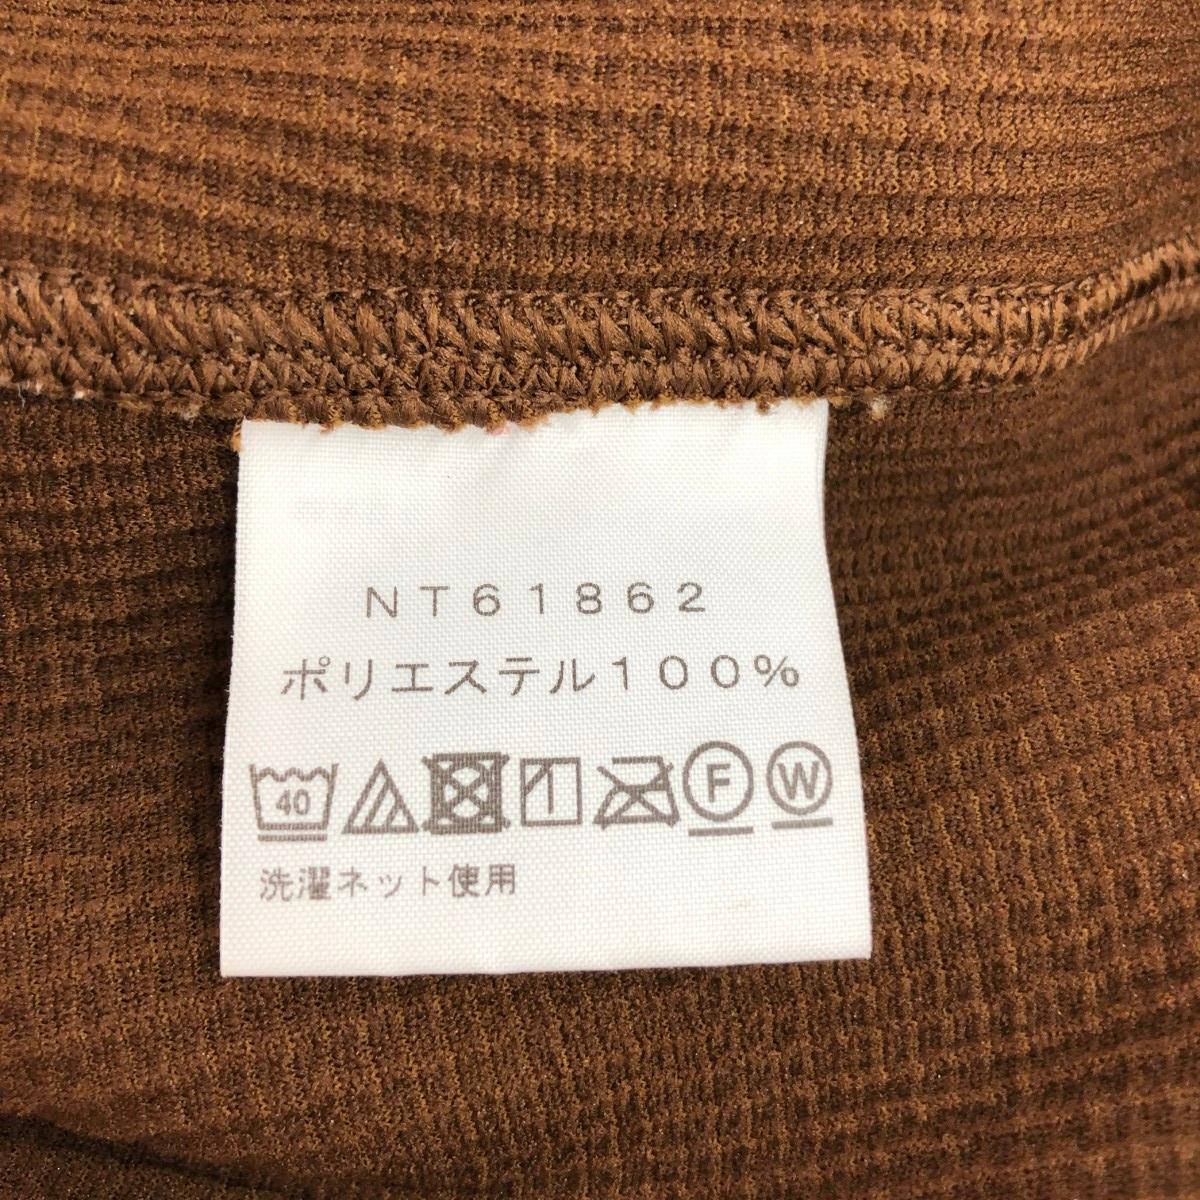 NT61862
ポリエステル100%
40 F W
洗濯ネット使用